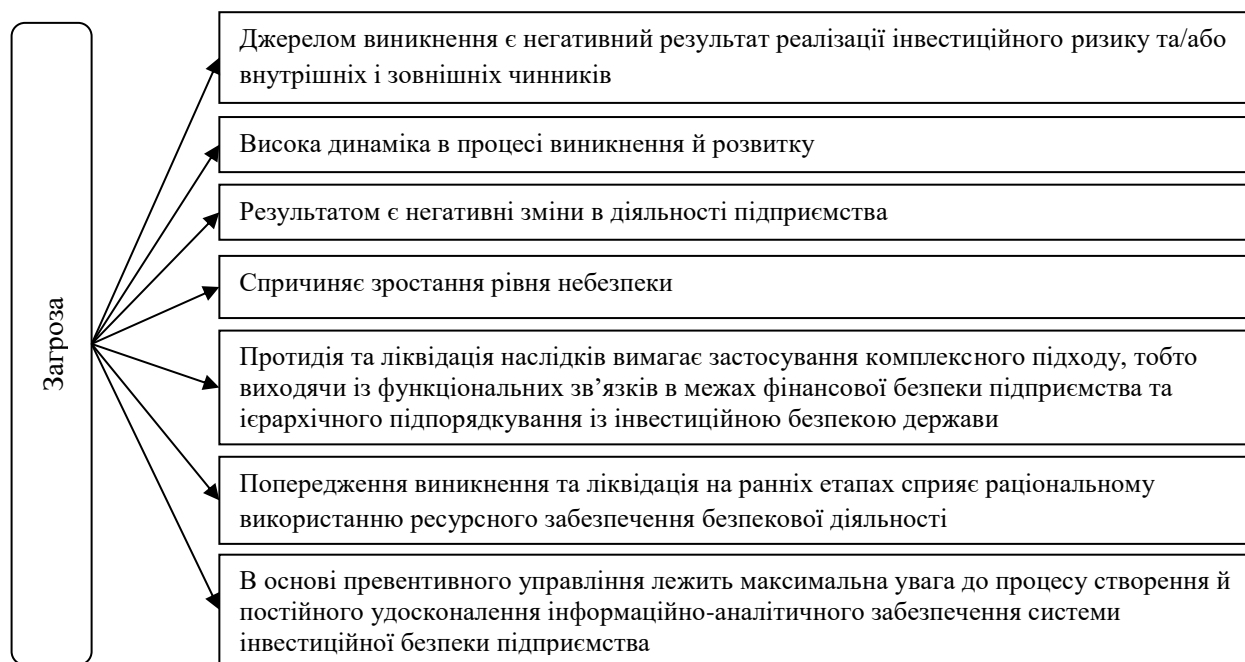 Загроза
Джерелом виникнення є негативний результат реалізації інвестиційного ризику та/або
внутрішніх і зовнішніх чинників
Висока динаміка в процесі виникнення й розвитку
Результатом є негативні зміни в діяльності підприємства
Спричиняє зростання рівня небезпеки
Протидія та ліквідація наслідків вимагає застосування комплексного підходу, тобто
виходячи із функціональних зв’язків в межах фінансової безпеки підприємства та
ієрархічного підпорядкування із інвестиційною безпекою держави
Попередження виникнення та ліквідація на ранніх етапах сприяє раціональному
використанню ресурсного забезпечення безпекової діяльності
В основі превентивного управління лежить максимальна увага до процесу створення й
постійного удосконалення інформаційно-аналітичного забезпечення системи
інвестиційної безпеки підприємства